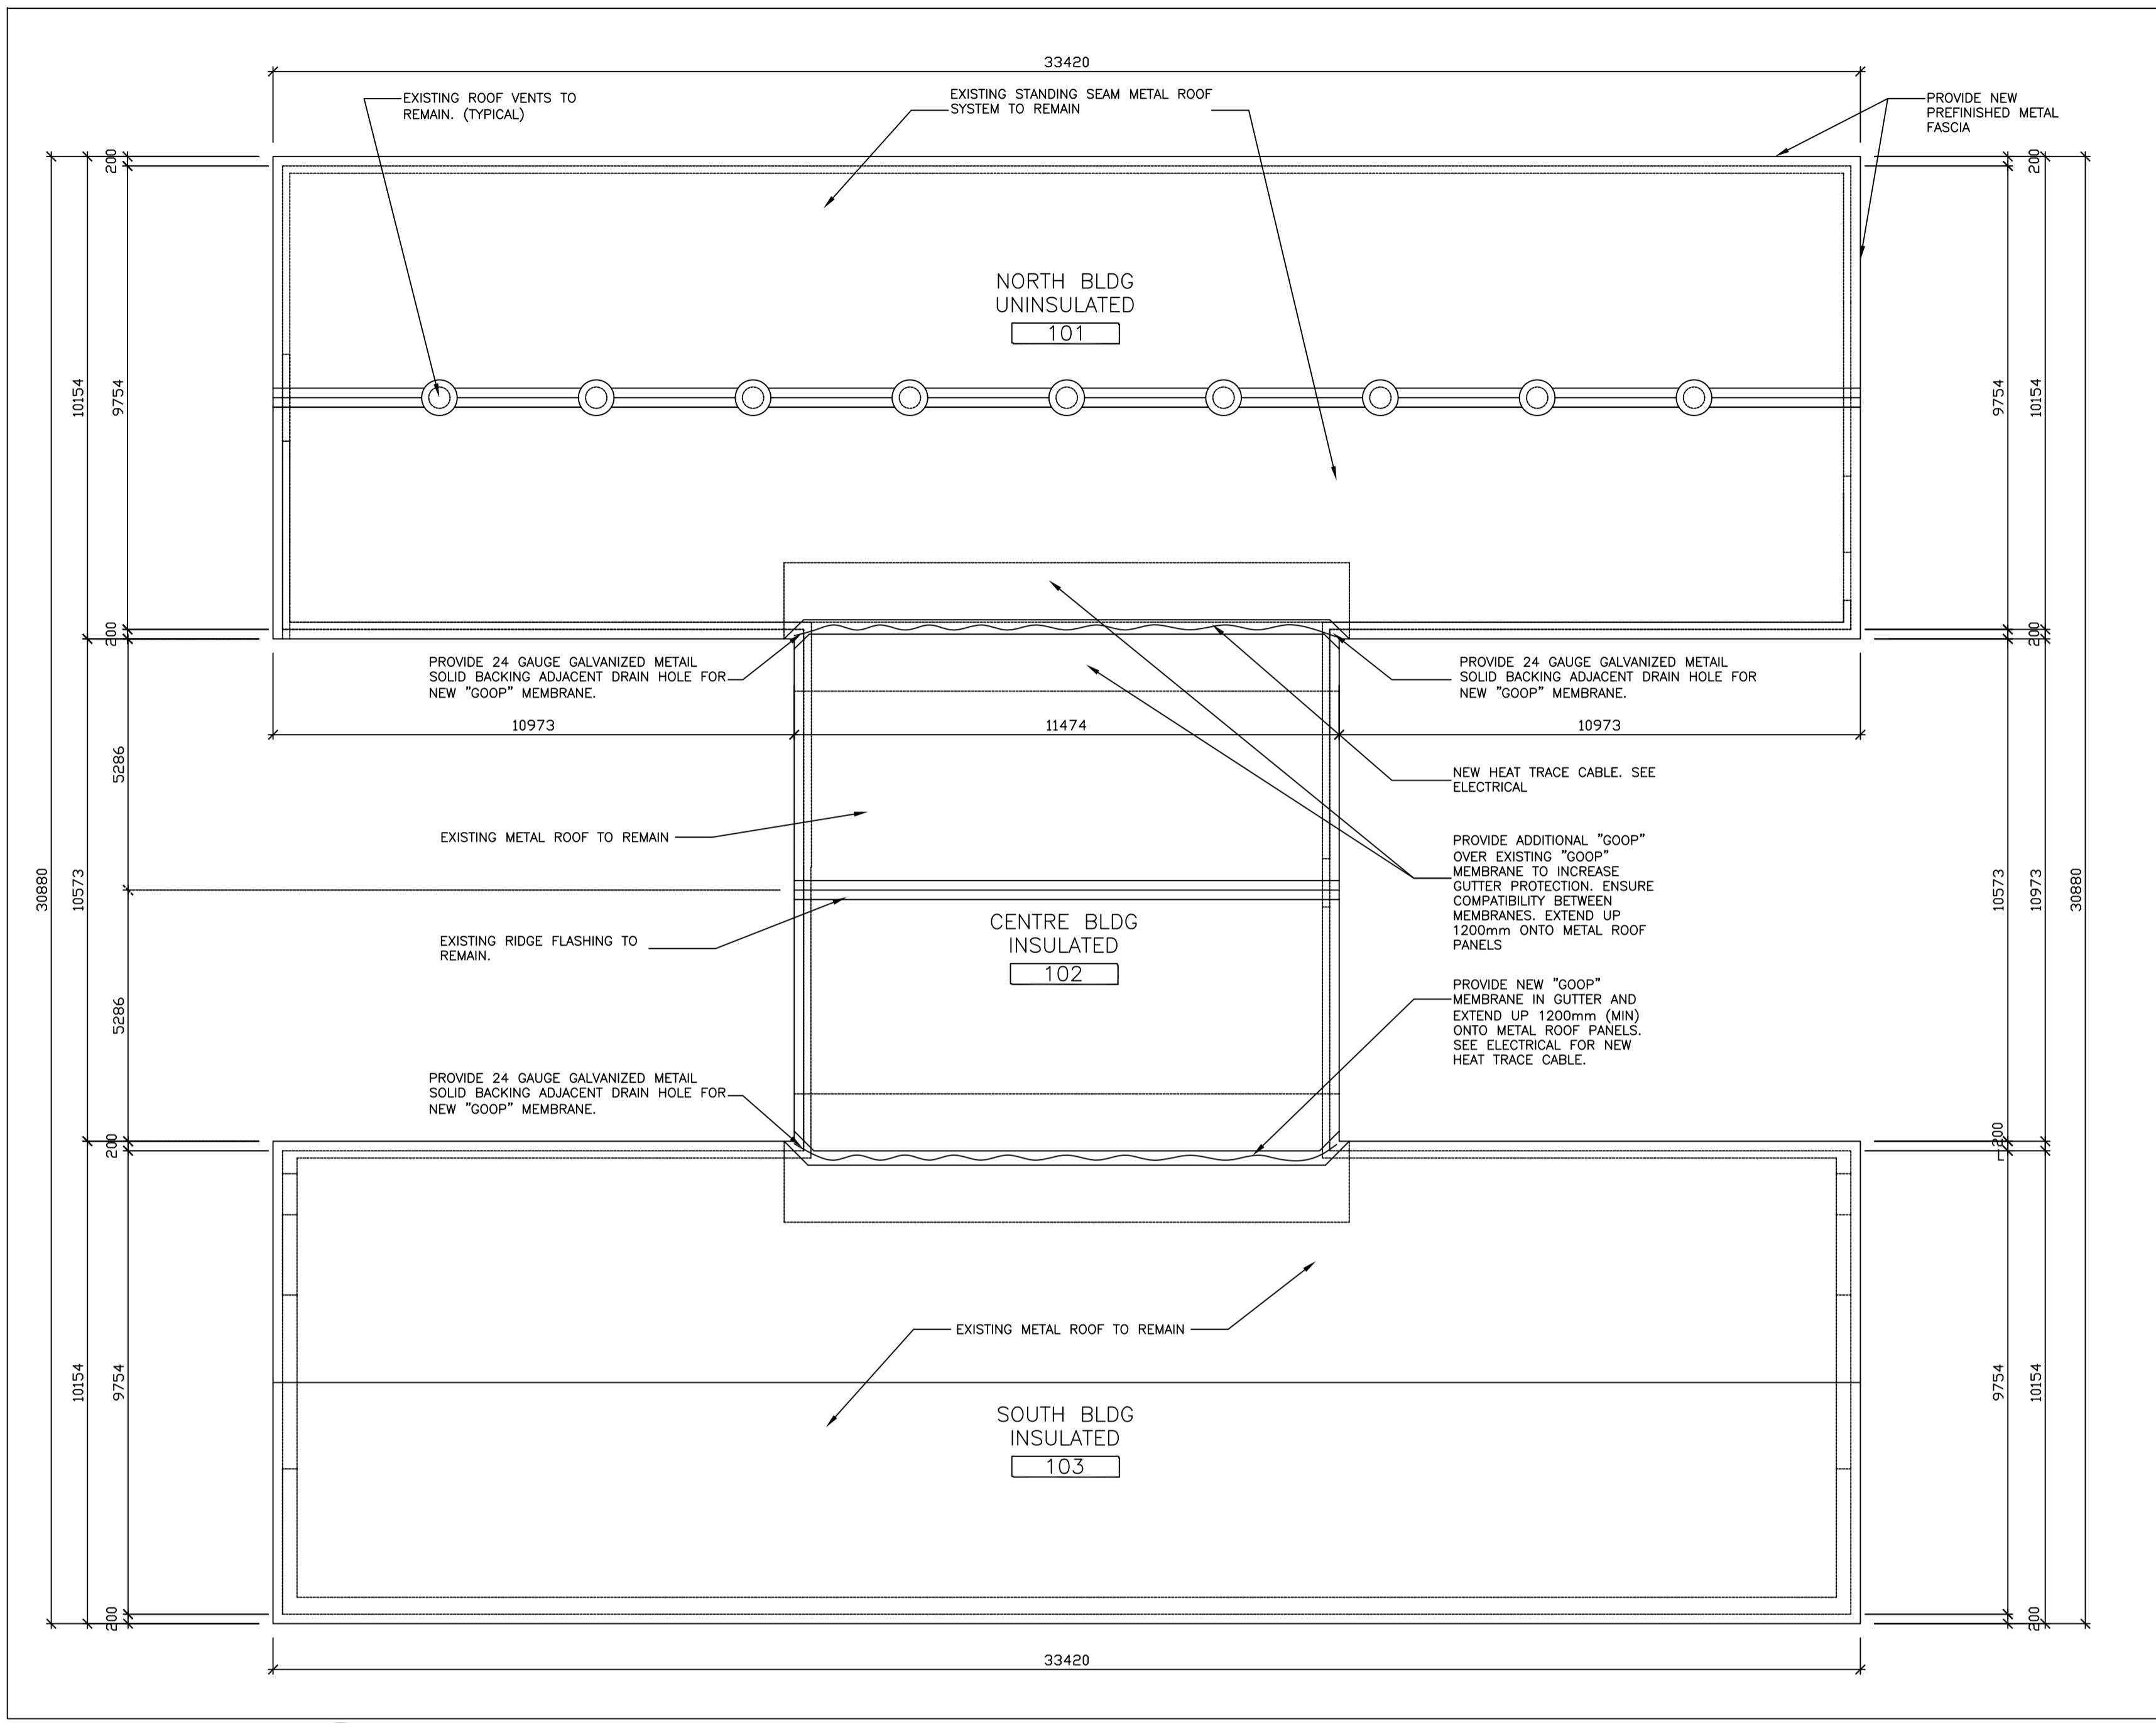 33420
EXISTING ROOF VENTS TO
REMAIN. (TYPICAL)
EXISTING STANDING SEAM METAL ROOF
SYSTEM TO REMAIN
PROVIDE NEW
PREFINISHED METAL
FASCIA
200
200
NORTH BLDG
UNINSULATED
101
10154
9754
9754
10154
200
200
PROVIDE 24 GAUGE GALVANIZED METAIL
SOLID BACKING ADJACENT DRAIN HOLE FOR
NEW "GOOP" MEMBRANE.
PROVIDE 24 GAUGE GALVANIZED METAIL
SOLID BACKING ADJACENT DRAIN HOLE FOR
NEW "GOOP" MEMBRANE.
10973
11474
10973
5286
NEW HEAT TRACE CABLE. SEE
ELECTRICAL
EXISTING METAL ROOF TO REMAIN
PROVIDE ADDITIONAL "GOOP"
OVER EXISTING "GOOP"
MEMBRANE TO INCREASE
GUTTER PROTECTION. ENSURE
COMPATIBILITY BETWEEN
MEMBRANES. EXTEND UP
1200mm ONTO METAL ROOF
PANELS
30880
10573
10573
10973
30880
CENTRE BLDG
INSULATED
102
EXISTING RIDGE FLASHING TO
REMAIN.
5286
PROVIDE NEW "GOOP"
MEMBRANE IN GUTTER AND
EXTEND UP 1200mm (MIN)
ONTO METAL ROOF PANELS.
SEE ELECTRICAL FOR NEW
HEAT TRACE CABLE.
PROVIDE 24 GAUGE GALVANIZED METAIL
SOLID BACKING ADJACENT DRAIN HOLE FOR
NEW "GOOP" MEMBRANE.
200
200
EXISTING METAL ROOF TO REMAIN
10154
9754
9754
10154
SOUTH BLDG
INSULATED
103
200
200
33420